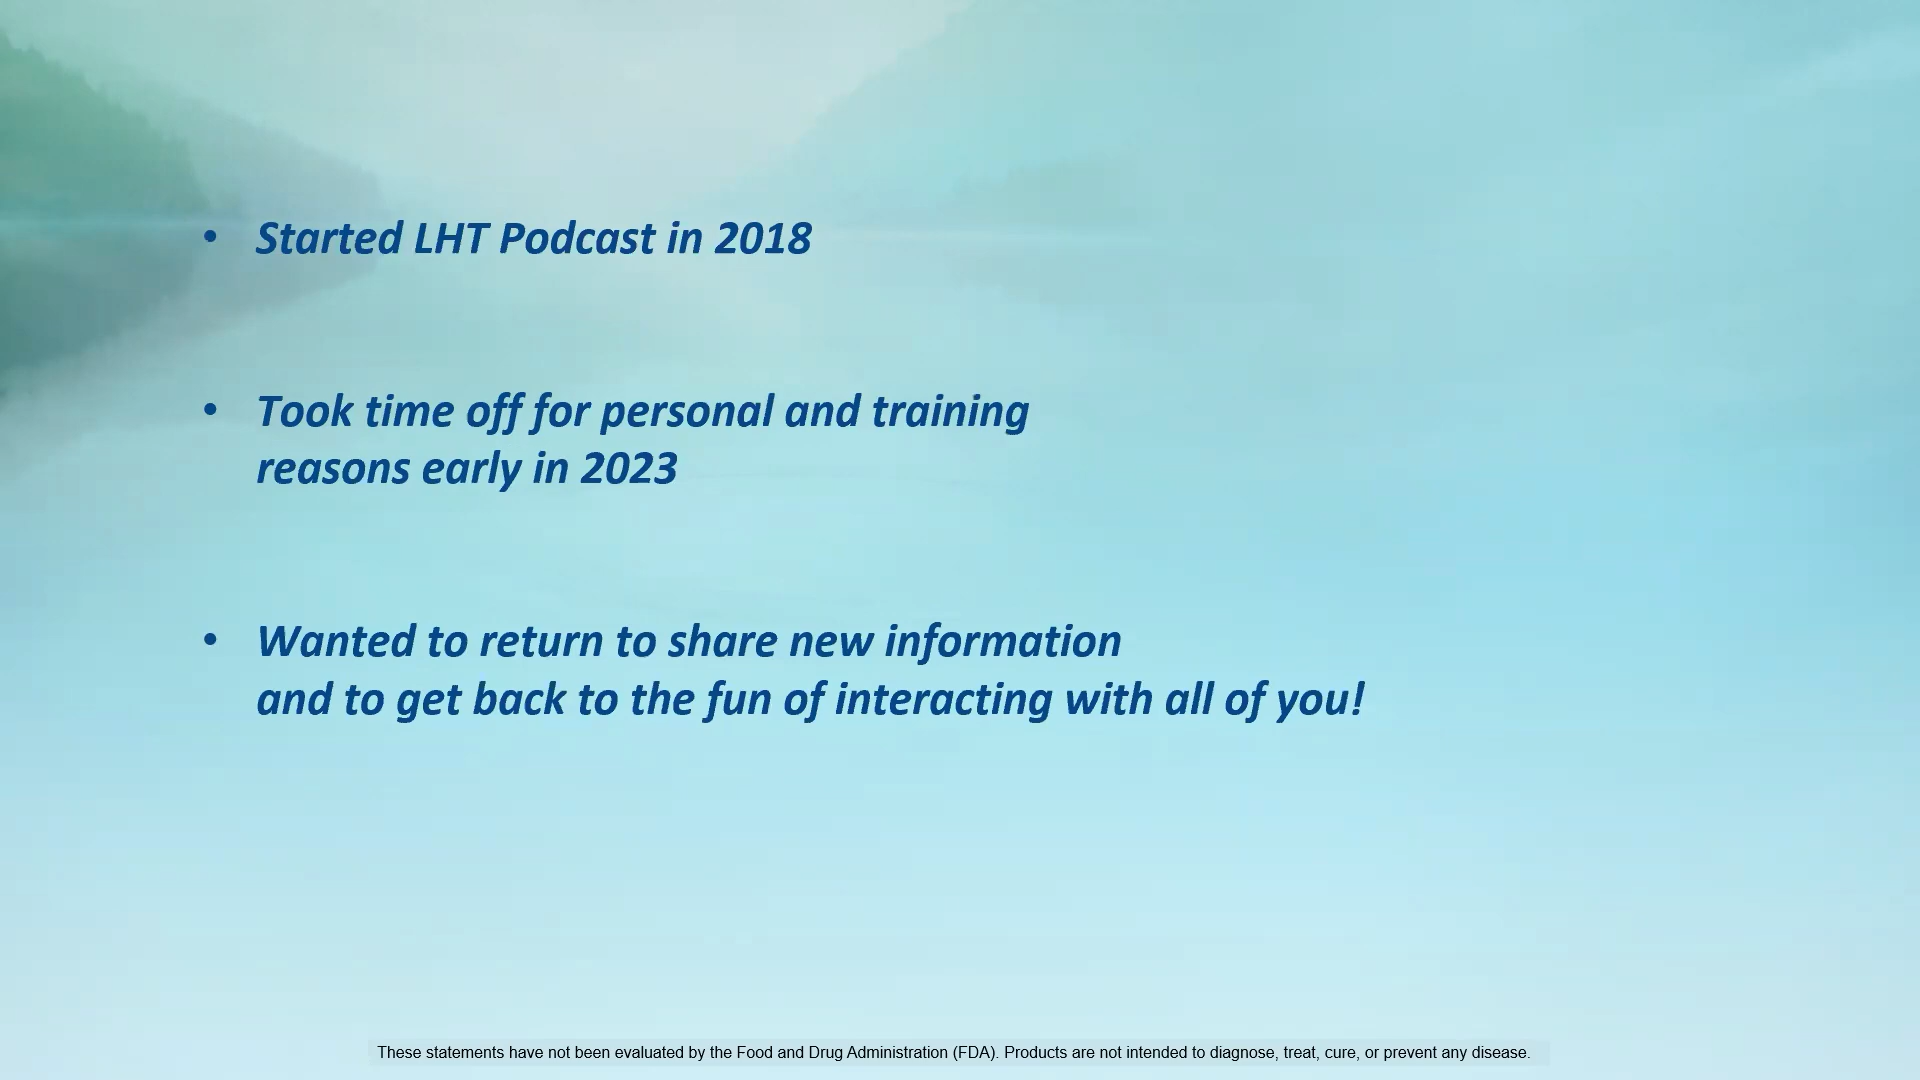 • Started LHT Podcast in 2018
• Took time off for personal and training
reasons early in 2023
• Wanted to return to share new information
and to get back to the fun of interacting with all of you!
These statements have not been evaluated by the Food and Drug Administration (FDA). Products are not intended to diagnose, treat, cure, or prevent any disease.